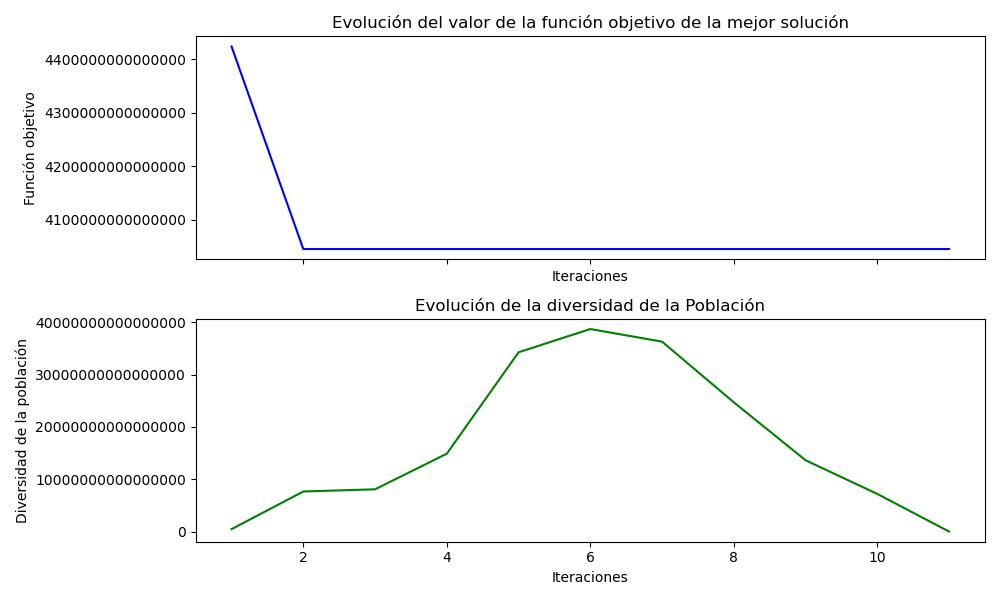 Evolución del valor de la función objetivo de la mejor solución
Función objetivo
4400000000000000
4300000000000000
4200000000000000
4100000000000000
Iteraciones
Evolución de la diversidad de la Población
Diversidad de la población
40000000000000000
30000000000000000
20000000000000000
10000000000000000
0
2 4 6 8 10
Iteraciones